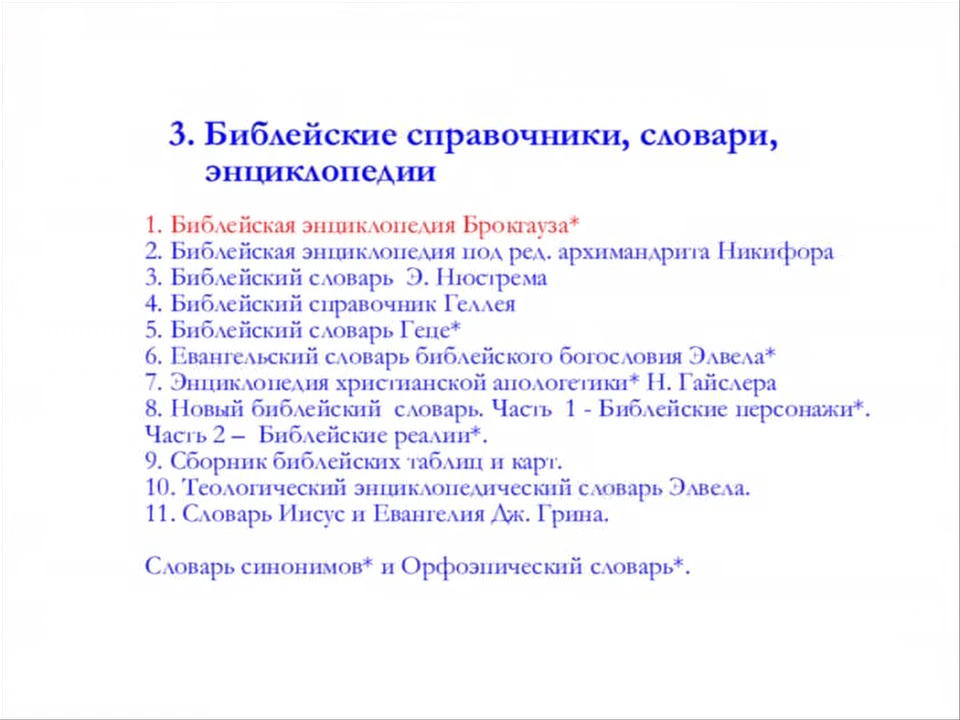 3. Библейские справочники, словари,
энциклопедии
1. Библейская энциклопедия Брокгауза*
2. Библейская энциклопедия под ред. архимандрита Никифора
3. Библейский словарь Э. Нюстрема
4. Библейский справочник Геллея
5. Библейский словарь Геце*
6. Евангельский словарь библейского богословия Элвела*
7. Энциклопедия христианской апологетики* Н. Гайслера
8. Новый библейский словарь. Часть 1 - Библейские персонажи*.
Часть 2 – Библейские реалии*.
9. Сборник библейских таблиц и карт.
10. Теологический энциклопедический словарь Элвела.
11. Словарь Иисус и Евангелия Дж. Грина.
Словарь синонимов* и Орфоэпический словарь*.